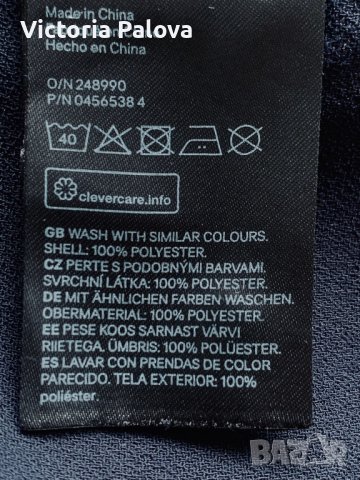 Victoria Palova
Made in China
Hecho en China
O/N 248990
P/N 0456538 4
40
clevercare.info
GB WASH WITH SIMILAR COLOURS.
SHELL: 100% POLYESTER.
CZ PERTE S PODOBNÝMI BARVAMI.
SVRCHNÍ LÁTKA: 100% POLYESTER.
DE MIT ÄHNLICHEN FARBEN WASCHEN.
OBERMATERIAL: 100% POLYESTER.
EE PESE KOOS SARNAST VÄRVI
RIIETEGA. ÜMBRIS: 100% POLÜESTER.
ES LAVAR CON PRENDAS DE COLOR
PARECIDO. TELA EXTERIOR: 100%
poliéster.
BAZAR